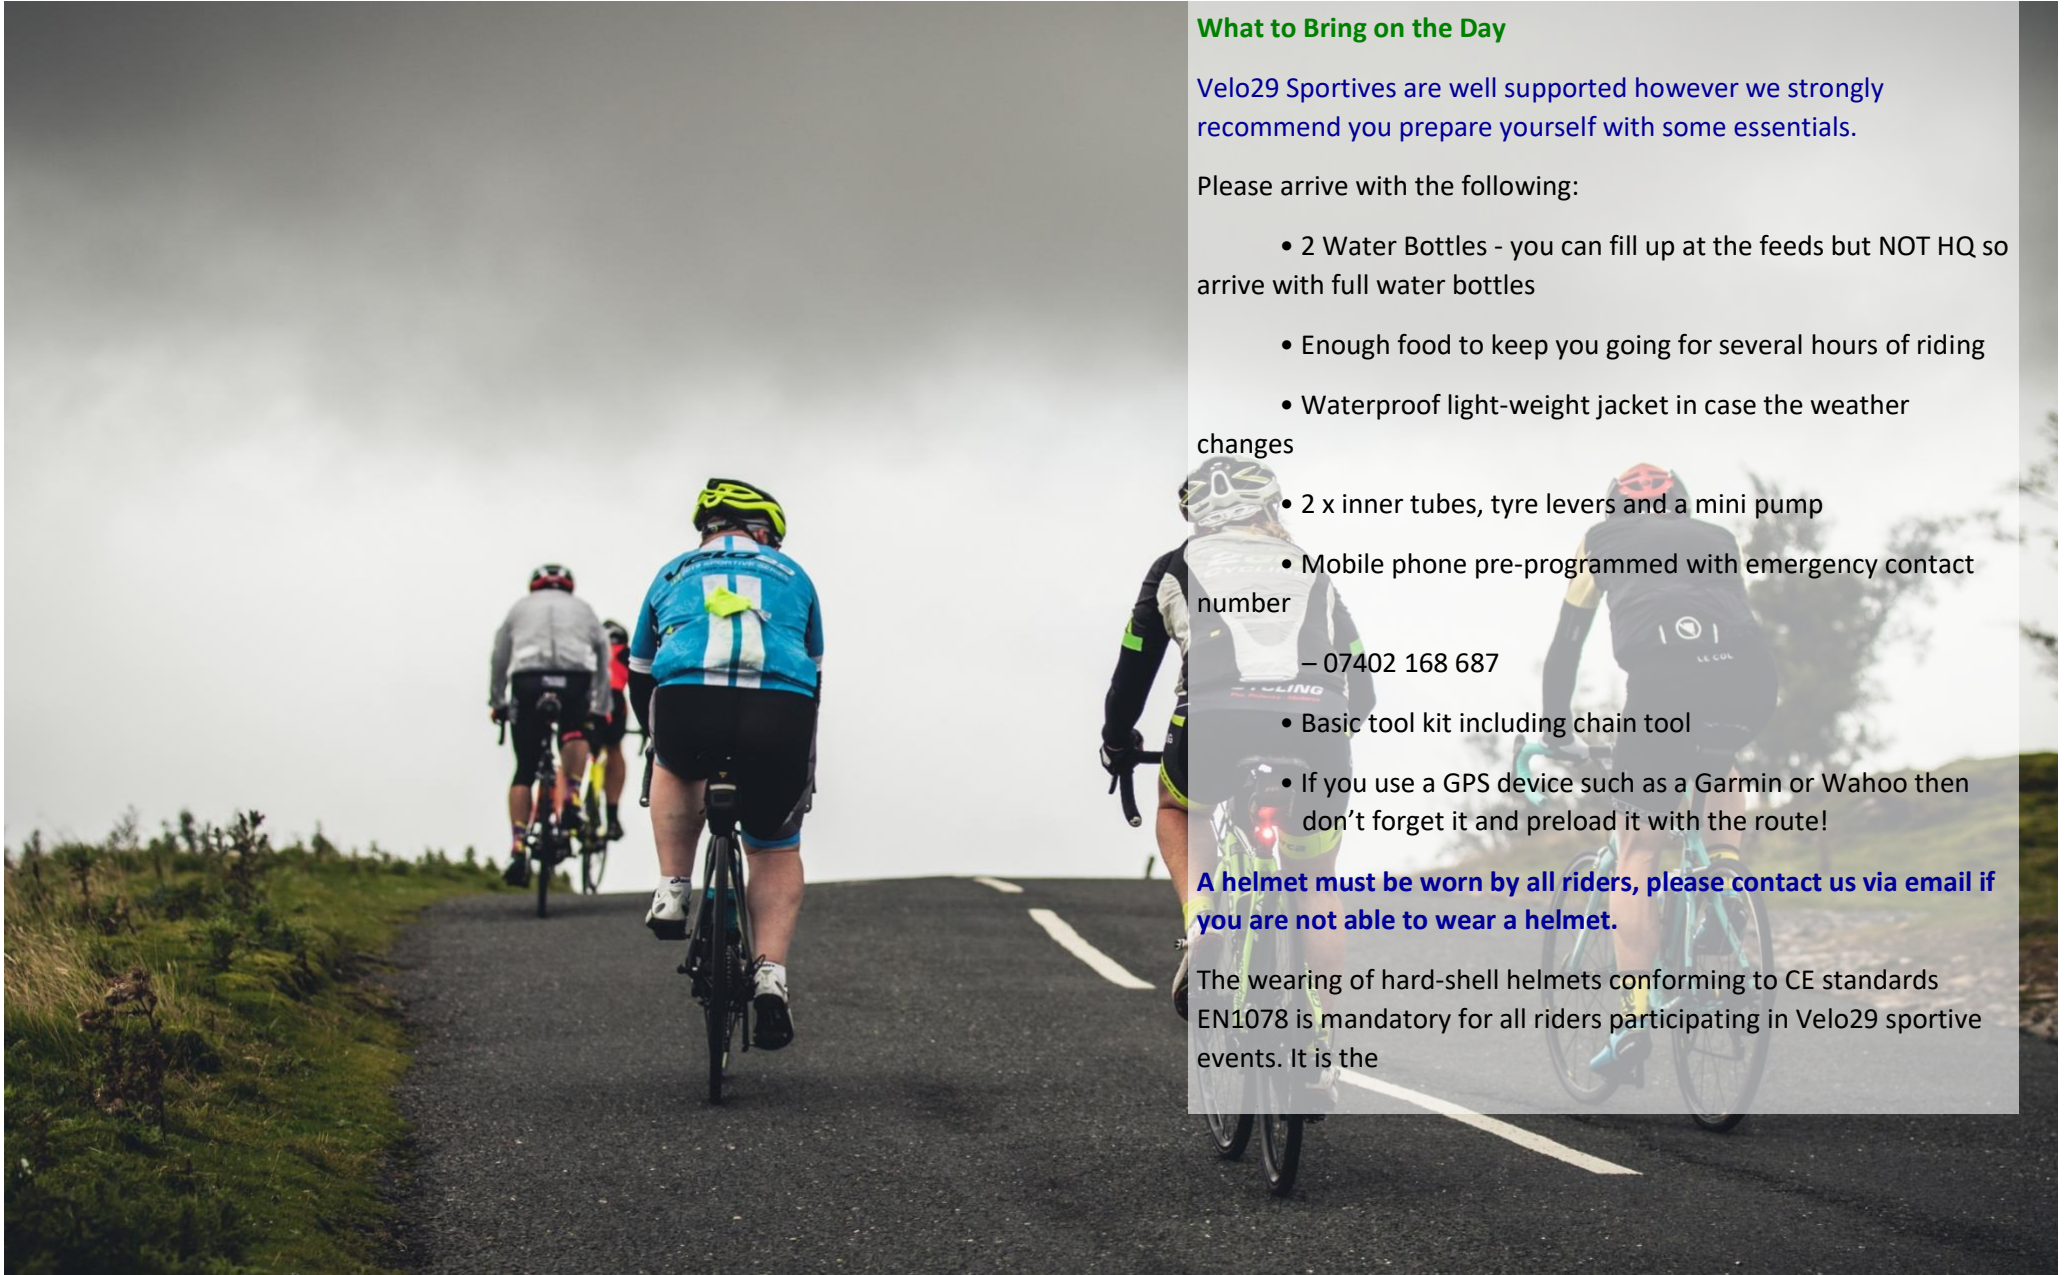 What to Bring on the Day
Velo29 Sportives are well supported however we strongly
recommend you prepare yourself with some essentials.
Please arrive with the following:
• 2 Water Bottles - you can fill up at the feeds but NOT HQ so
arrive with full water bottles
• Enough food to keep you going for several hours of riding
• Waterproof light-weight jacket in case the weather
changes
• 2 x inner tubes, tyre levers and a mini pump
• Mobile phone pre-programmed with emergency contact
number
– 07402 168 687
• Basic tool kit including chain tool
• If you use a GPS device such as a Garmin or Wahoo then
don’t forget it and preload it with the route!
A helmet must be worn by all riders, please contact us via email if
you are not able to wear a helmet.
The wearing of hard-shell helmets conforming to CE standards
EN1078 is mandatory for all riders participating in Velo29 sportive
events. It is the
velo29
SPORTIVE SERIES
CYCLING
LE COL